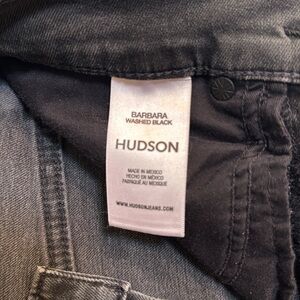 BARBARA
WASHED BLACK
HUDSON
MADE IN MEXICO
HECHO EN MÉXICO
FABRIQUÉ AU MEXIQUE
WWW.HUDSONJEANS.COM